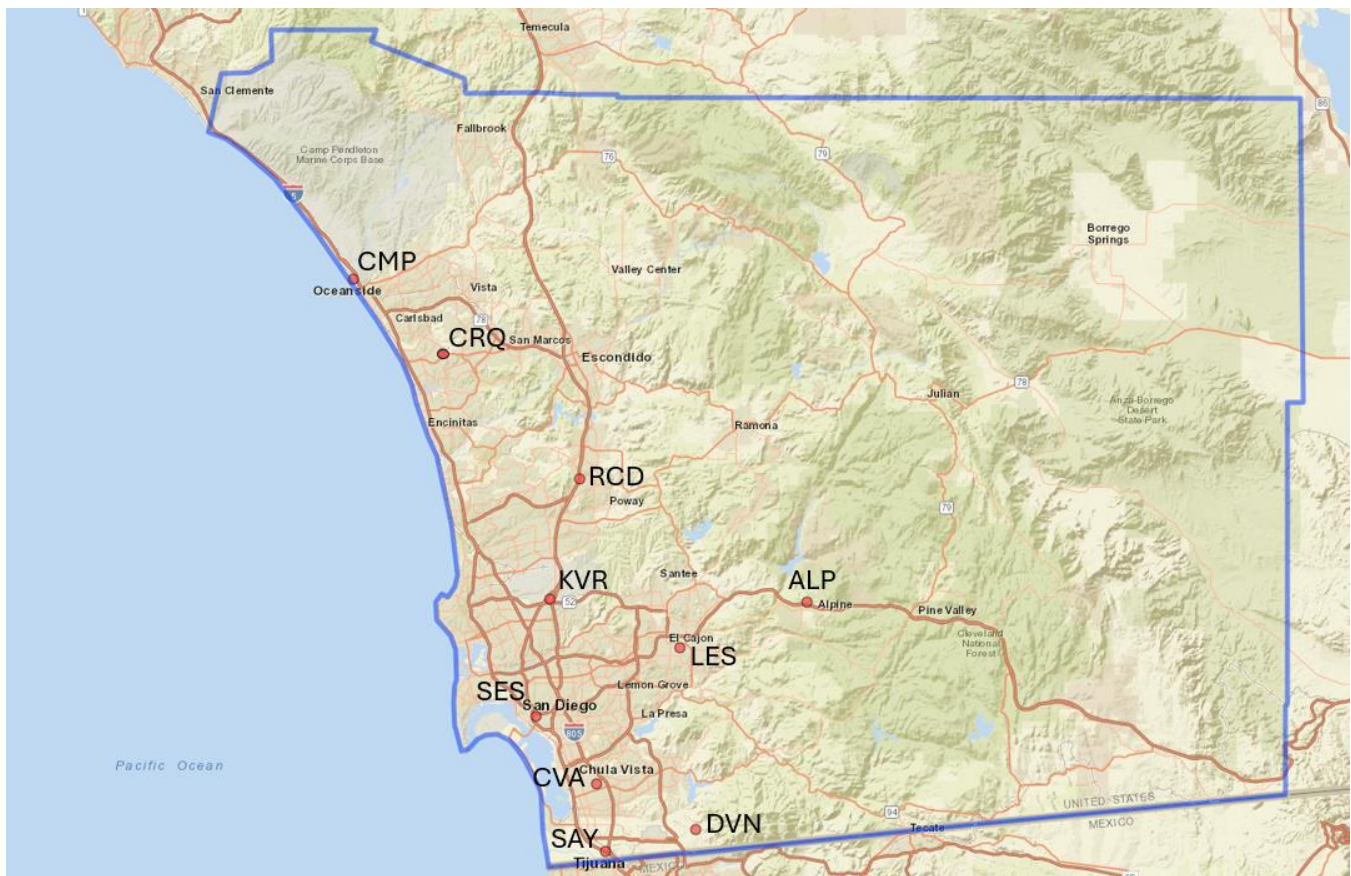 Temecula
San Clemente
86
Fallbrook
Camp Pendleton
Marine Corps Base
76
79
5
Borrego
Springs
CMP
Oceanside
Valley Center
Vista
Carlsbad
78
CRQ
San Marcos
Escondido
78
Julian
Anza-Borrego
Desert
State Park
Encinitas
Ramona
RCD
Poway
79
KVR
52
Santee
ALP
Alpine
Pine Valley
El Cajon
LES
Cleveland
National
Forest
SES
San Diego
Lemon Grove
La Presa
805
Pacific Ocean
CVA
Chula Vista
UNITED STATES
MEXICO
94
DVN
Tecate
SAY
Tijuana
MEXICO